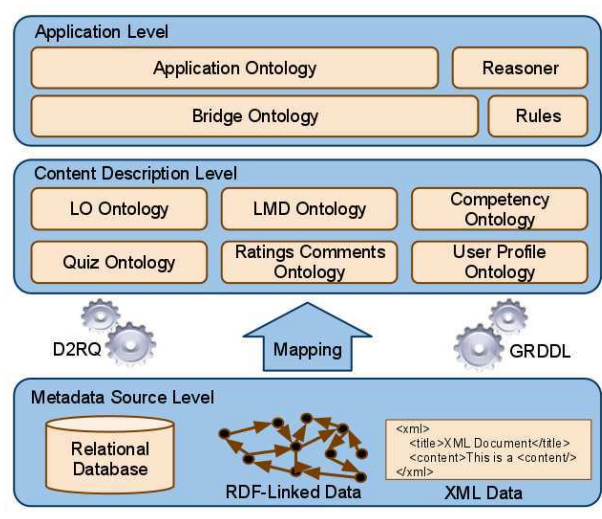 Application Level
Application Ontology
Reasoner
Bridge Ontology
Rules
Content Description Level
LO Ontology
LMD Ontology
Competency
Ontology
Quiz Ontology
Ratings Comments
Ontology
User Profile
Ontology
D2RQ
Mapping
GRDDL
Metadata Source Level
Relational
Database
RDF-Linked Data
<xml>
<title>XML Document</title>
<content>This is a <content/>
</xml>
XML Data